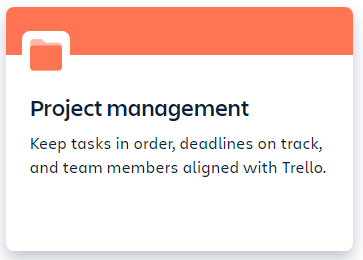 Project management
Keep tasks in order, deadlines on track,
and team members aligned with Trello.